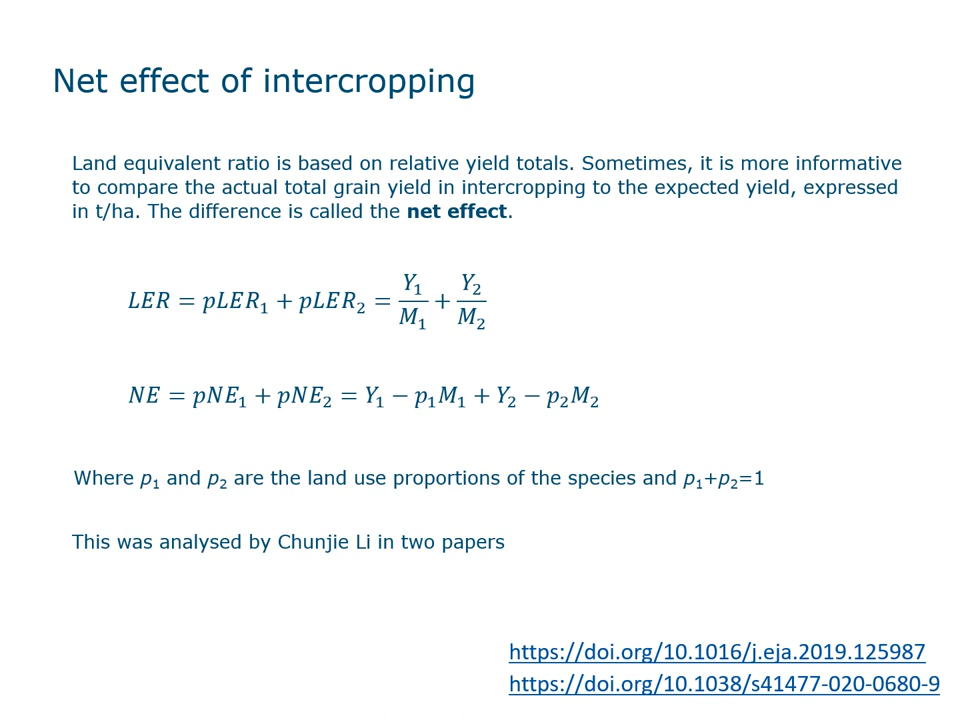 Net effect of intercropping
Land equivalent ratio is based on relative yield totals. Sometimes, it is more informative
to compare the actual total grain yield in intercropping to the expected yield, expressed
in t/ha. The difference is called the net effect.
LER = pLER₁ + pLER₂ = Y₁/M₁ + Y₂/M₂
NE = pNE₁ + pNE₂ = Y₁ − p₁M₁ + Y₂ − p₂M₂
Where p₁ and p₂ are the land use proportions of the species and p₁+p₂=1
This was analysed by Chunjie Li in two papers
https://doi.org/10.1016/j.eja.2019.125987
https://doi.org/10.1038/s41477-020-0680-9